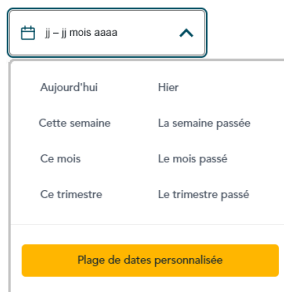 jj – jj mois aaaa
Aujourd'hui Hier
Cette semaine La semaine passée
Ce mois Le mois passé
Ce trimestre Le trimestre passé
Plage de dates personnalisée